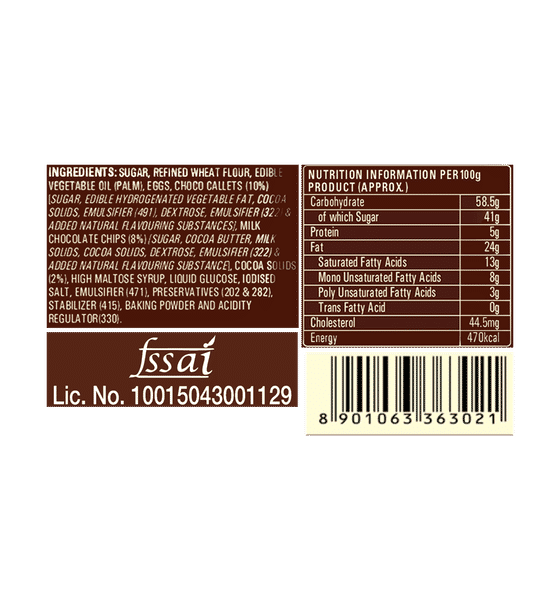 INGREDIENTS: SUGAR, REFINED WHEAT FLOUR, EDIBLE
VEGETABLE OIL (PALM), EGGS, CHOCO CALLETS (10%)
(SUGAR, EDIBLE HYDROGENATED VEGETABLE FAT, COCOA
SOLIDS, EMULSIFIER (491), DEXTROSE, EMULSIFIER (322) &
ADDED NATURAL FLAVOURING SUBSTANCES), MILK
CHOCOLATE CHIPS (8%) (SUGAR, COCOA BUTTER, MILK
SOLIDS, COCOA SOLIDS, DEXTROSE, EMULSIFIER (322) &
ADDED NATURAL FLAVOURING SUBSTANCE), COCOA SOLIDS
(2%), HIGH MALTOSE SYRUP, LIQUID GLUCOSE, IODISED
SALT, EMULSIFIER (471), PRESERVATIVES (202 & 282),
STABILIZER (415), BAKING POWDER AND ACIDITY
REGULATOR(330).
fssai
Lic. No. 10015043001129
NUTRITION INFORMATION PER 100g
PRODUCT (APPROX.)
Carbohydrate 58.5g
of which Sugar 41g
Protein 5g
Fat 24g
Saturated Fatty Acids 13g
Mono Unsaturated Fatty Acids 8g
Poly Unsaturated Fatty Acids 3g
Trans Fatty Acid 0g
Cholesterol 44.5mg
Energy 470kcal
8 901063 363021